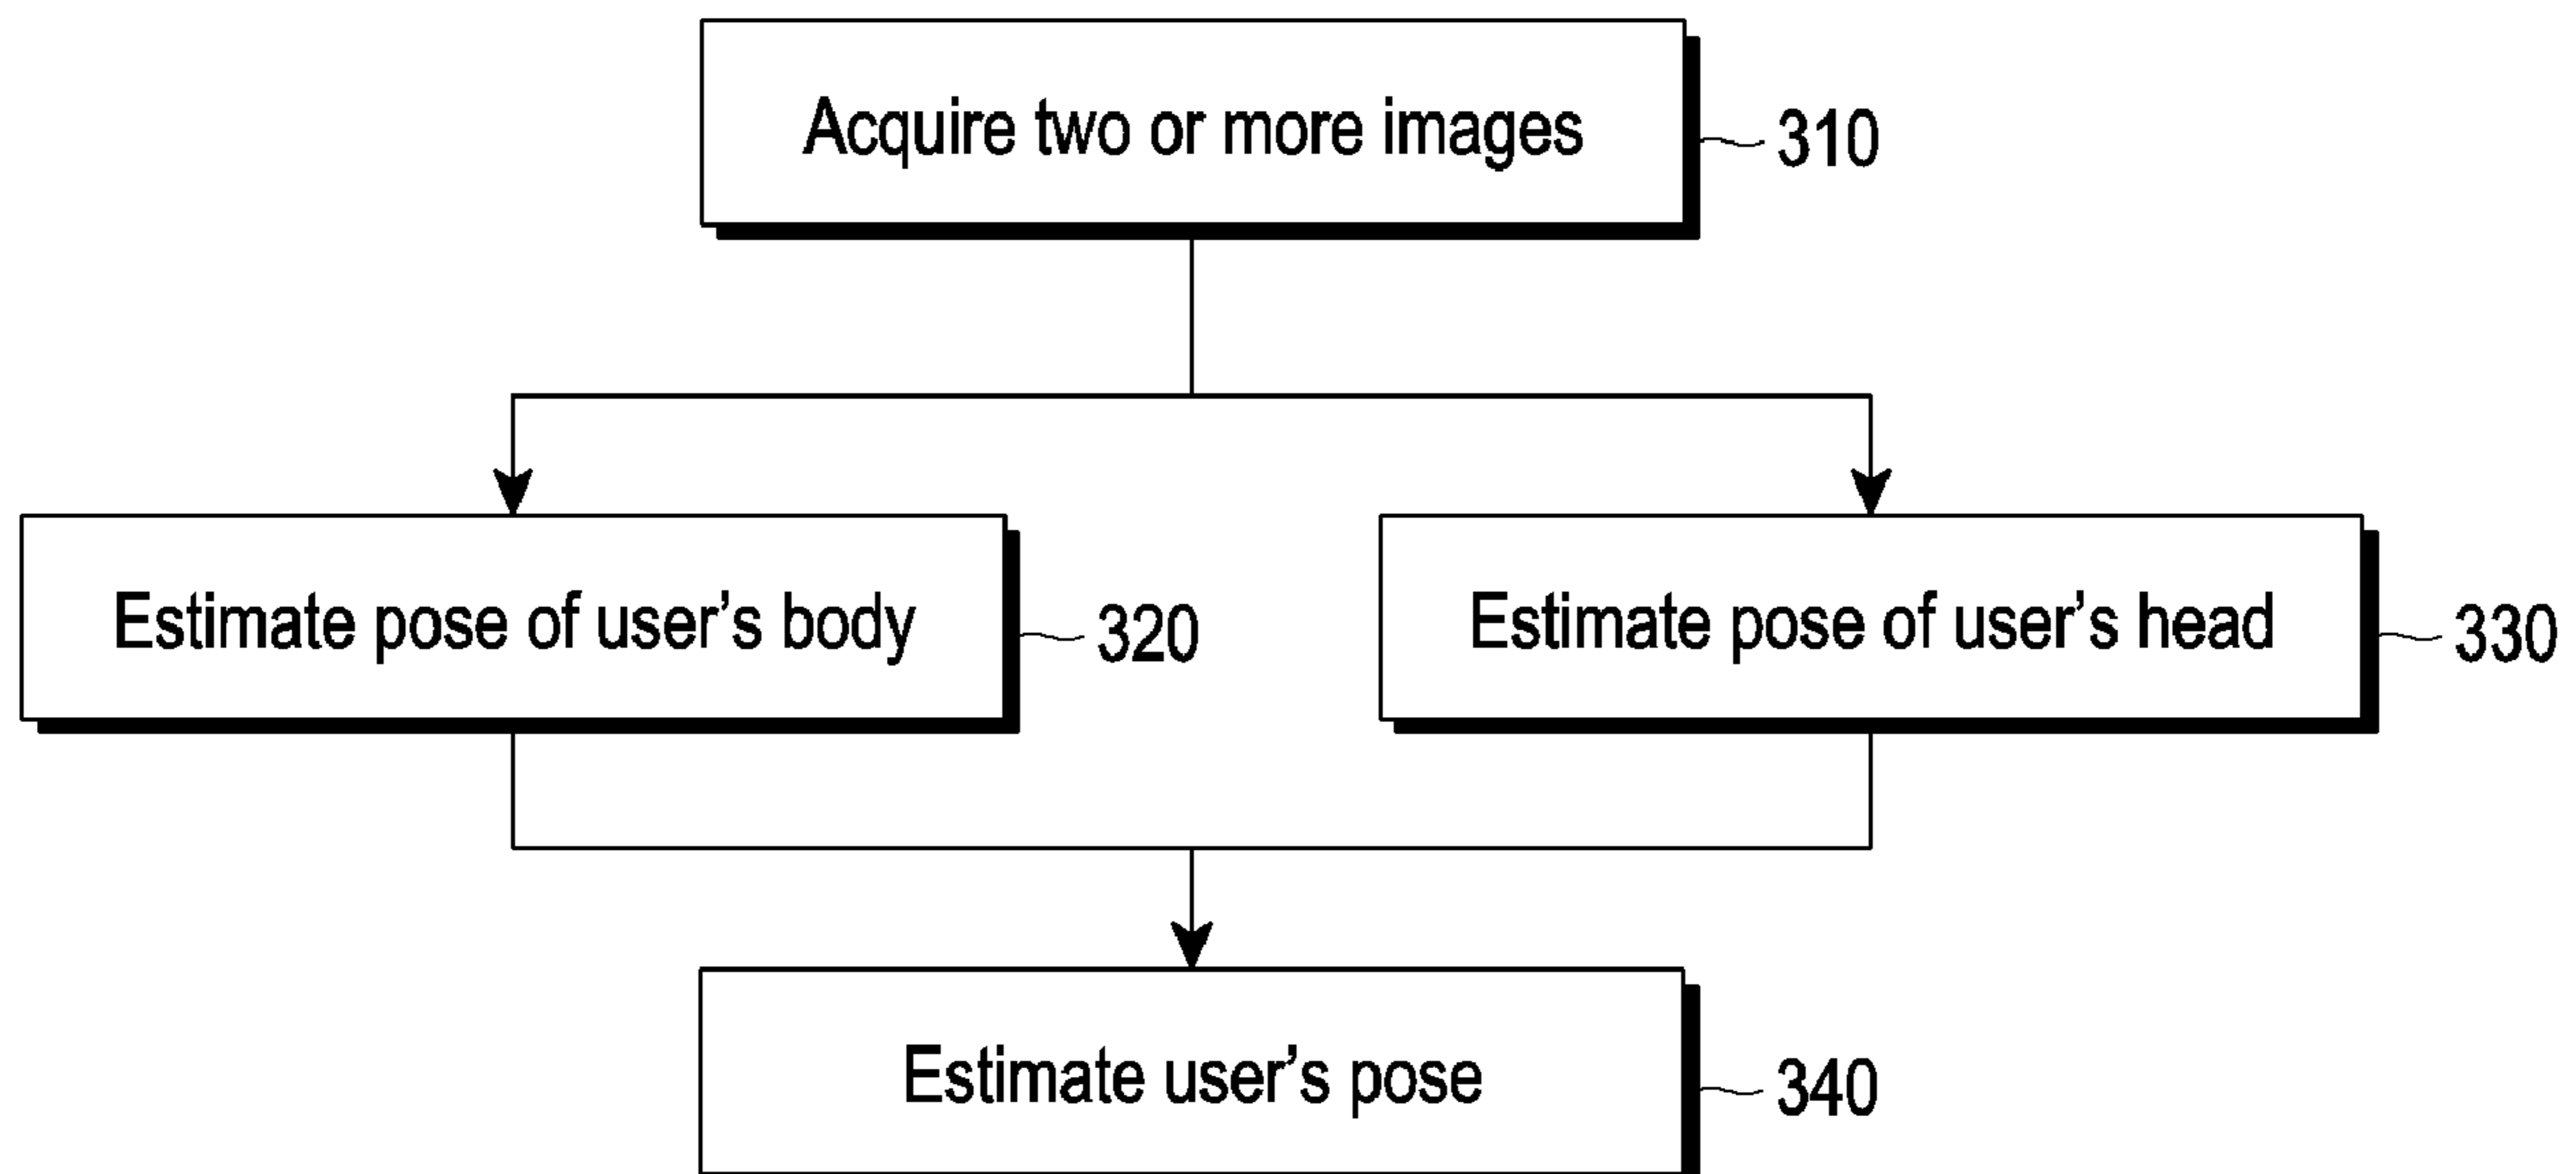 Acquire two or more images
310
Estimate pose of user’s body
320
Estimate pose of user’s head
330
Estimate user’s pose
340